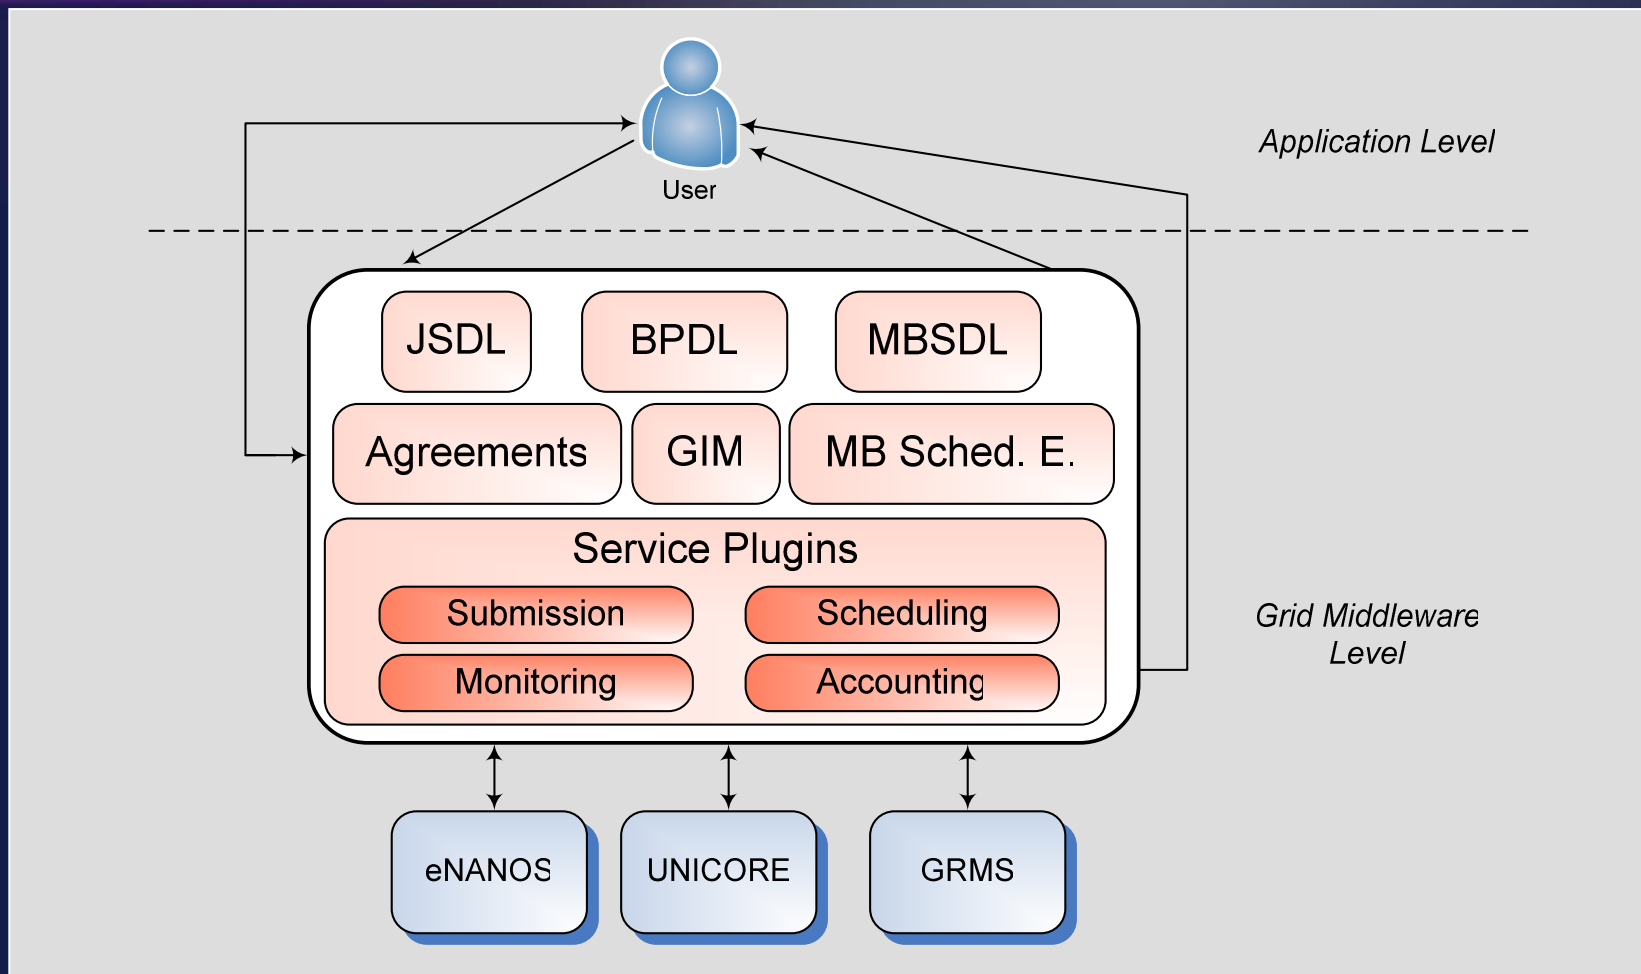 Application Level
User
JSDL
BPDL
MBSDL
Agreements
GIM
MB Sched. E.
Service Plugins
Submission
Scheduling
Monitoring
Accounting
Grid Middleware
Level
eNANOS
UNICORE
GRMS